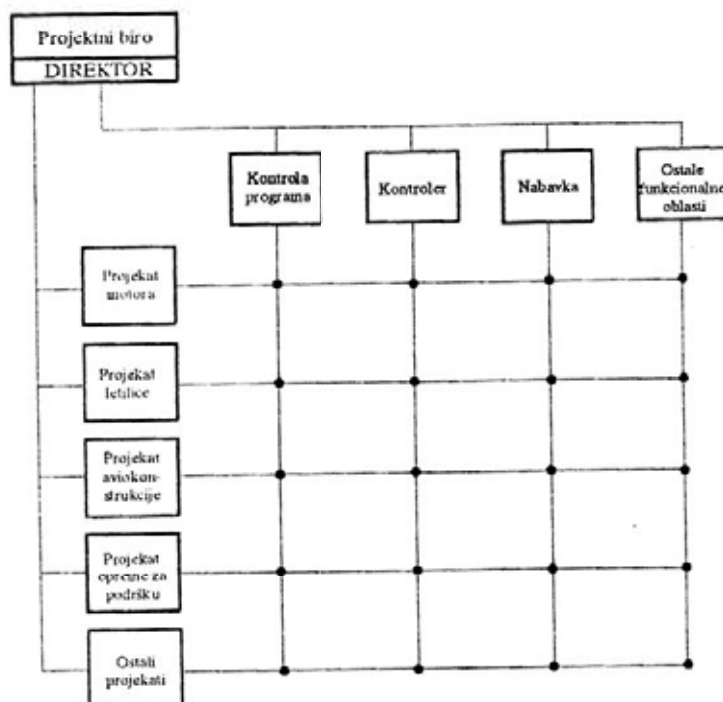 Projektni biro
DIREKTOR
Kontrola
programa
Kontroler
Nabavka
Ostale
funkcionalne
oblasti
Projekat
motora
Projekat
letilice
Projekat
aviokon-
strukcije
Projekat
opreme za
podršku
Ostali
projekati